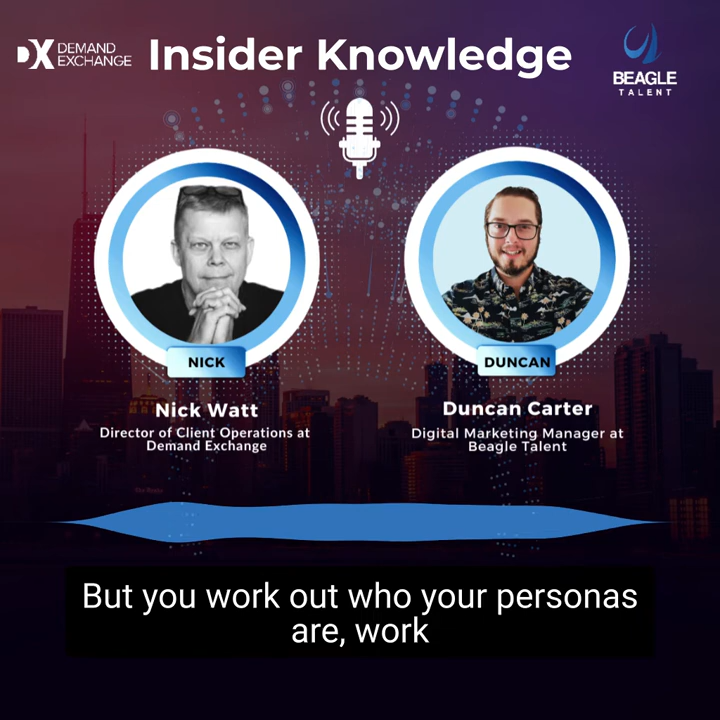 DX DEMAND
EXCHANGE
Insider Knowledge
BEAGLE
TALENT
NICK
DUNCAN
Nick Watt
Director of Client Operations at
Demand Exchange
Duncan Carter
Digital Marketing Manager at
Beagle Talent
But you work out who your personas
are, work